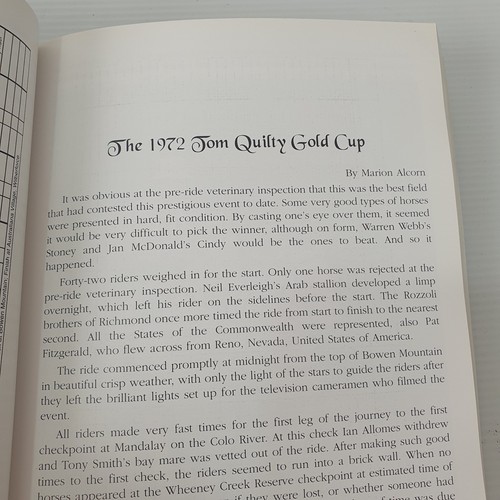 The 1972 Tom Quilty Gold Cup
By Marion Alcorn
It was obvious at the pre-ride veterinary inspection that this was the best field
that had contested this prestigious event to date. Some very good types of horses
were presented in hard, fit condition. By casting one's eye over them, it seemed
it would be very difficult to pick the winner, although on form, Warren Webb's
Stoney and Jan McDonald's Cindy would be the ones to beat. And so it
happened.
Forty-two riders weighed in for the start. Only one horse was rejected at the
pre-ride veterinary inspection. Neil Everleigh's Arab stallion developed a limp
overnight, which left his rider on the sidelines before the start. The Rozzoli
brothers of Richmond once more timed the ride from start to finish to the nearest
second. All the States of the Commonwealth were represented, also Pat
Fitzgerald, who flew across from Reno, Nevada, United States of America.
The ride commenced promptly at midnight from the top of Bowen Mountain
in beautiful crisp weather, with only the light of the stars to guide the riders after
they left the brilliant lights set up for the television cameramen who filmed the
event.
All riders made very fast times for the first leg of the journey to the first
checkpoint at Mandalay on the Colo River. At this check Ian Allomes withdrew
and Tony Smith's bay mare was vetted out of the ride. After making such good
times to the first check, the riders seemed to run into a brick wall. When no
horses appeared at the Wheeney Creek Reserve checkpoint at estimated time of
if they were lost, or whether someone had
of time was due